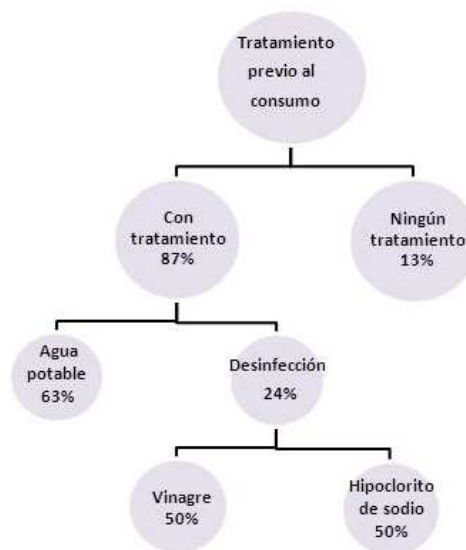 Tratamiento
previo al
consumo
Con
tratamiento
87%
Ningún
tratamiento
13%
Agua
potable
63%
Desinfección
24%
Vinagre
50%
Hipoclorito
de sodio
50%